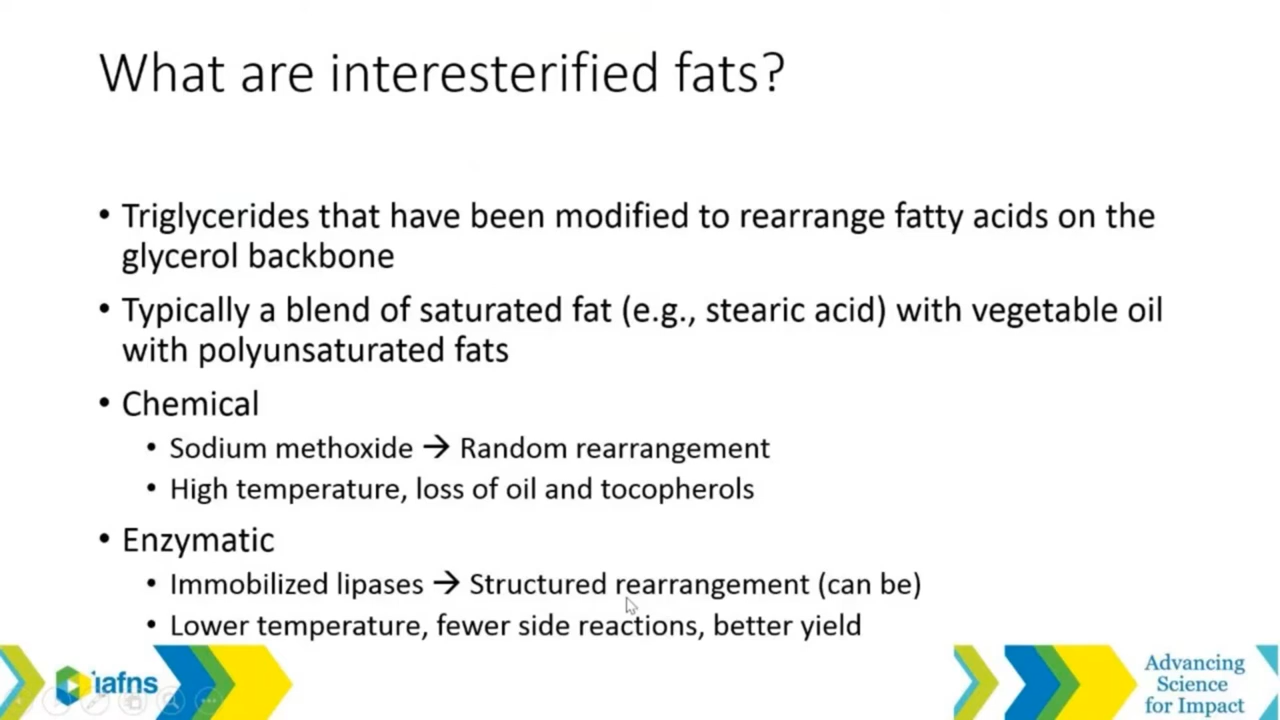 What are interesterified fats?
• Triglycerides that have been modified to rearrange fatty acids on the
glycerol backbone
• Typically a blend of saturated fat (e.g., stearic acid) with vegetable oil
with polyunsaturated fats
• Chemical
• Sodium methoxide → Random rearrangement
• High temperature, loss of oil and tocopherols
• Enzymatic
• Immobilized lipases → Structured rearrangement (can be)
• Lower temperature, fewer side reactions, better yield
iafns
Advancing
Science
for Impact